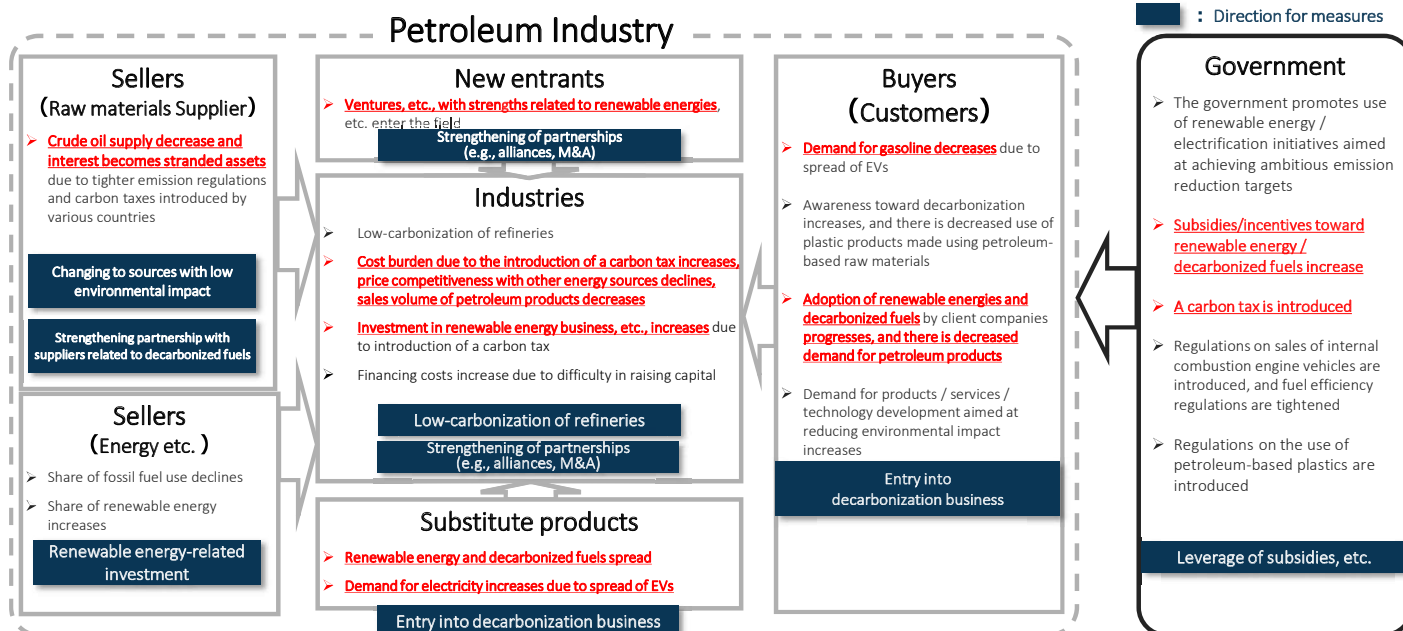 : Direction for measures
Petroleum Industry
Sellers
(Raw materials Supplier)
➢ Crude oil supply decrease and
interest becomes stranded assets
due to tighter emission regulations
and carbon taxes introduced by
various countries
Changing to sources with low
environmental impact
Strengthening partnership with
suppliers related to decarbonized fuels
Sellers
(Energy etc. )
➢ Share of fossil fuel use declines
➢ Share of renewable energy
increases
Renewable energy-related
investment
New entrants
➢ Ventures, etc., with strengths related to renewable energies,
etc. enter the field
Strengthening of partnerships
(e.g., alliances, M&A)
Industries
➢ Low-carbonization of refineries
➢ Cost burden due to the introduction of a carbon tax increases,
price competitiveness with other energy sources declines,
sales volume of petroleum products decreases
➢ Investment in renewable energy business, etc., increases due
to introduction of a carbon tax
➢ Financing costs increase due to difficulty in raising capital
Low-carbonization of refineries
Strengthening of partnerships
(e.g., alliances, M&A)
Substitute products
➢ Renewable energy and decarbonized fuels spread
➢ Demand for electricity increases due to spread of EVs
Entry into decarbonization business
Buyers
(Customers)
➢ Demand for gasoline decreases due to
spread of EVs
➢ Awareness toward decarbonization
increases, and there is decreased use of
plastic products made using petroleum-
based raw materials
➢ Adoption of renewable energies and
decarbonized fuels by client companies
progresses, and there is decreased
demand for petroleum products
➢ Demand for products / services /
technology development aimed at
reducing environmental impact
increases
Entry into
decarbonization business
Government
➢ The government promotes use
of renewable energy /
electrification initiatives aimed
at achieving ambitious emission
reduction targets
➢ Subsidies/incentives toward
renewable energy /
decarbonized fuels increase
➢ A carbon tax is introduced
➢ Regulations on sales of internal
combustion engine vehicles are
introduced, and fuel efficiency
regulations are tightened
➢ Regulations on the use of
petroleum-based plastics are
introduced
Leverage of subsidies, etc.